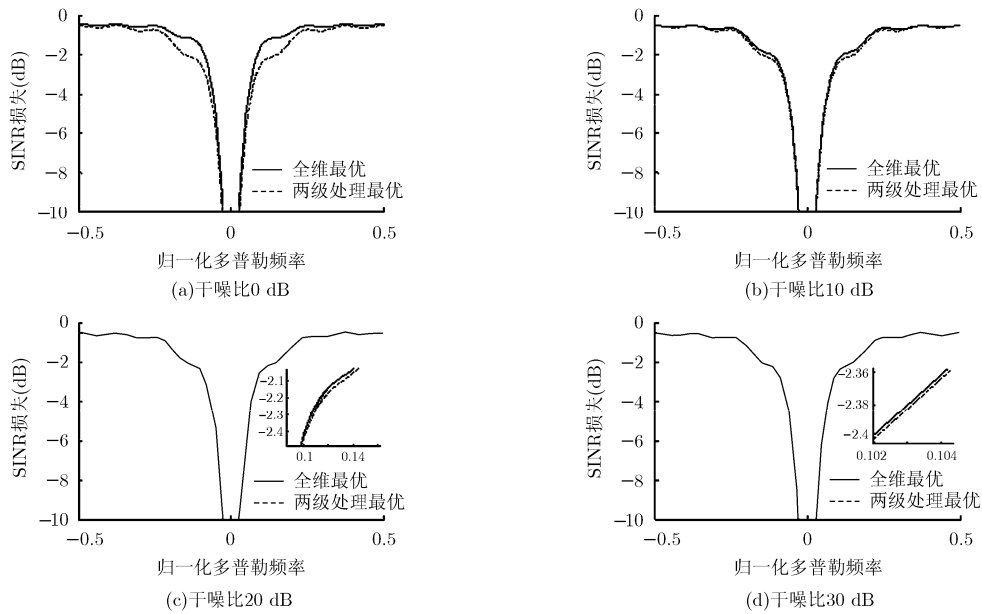 0
−2
−4
−6
−8
−10
SINR损失(dB)
全维最优
两级处理最优
−0.5
0
0.5
归一化多普勒频率
(a)干噪比0 dB
0
−2
−4
−6
−8
−10
SINR损失(dB)
全维最优
两级处理最优
−0.5
0
0.5
归一化多普勒频率
(b)干噪比10 dB
0
−2
−4
−6
−8
−10
SINR损失(dB)
−2.1
−2.2
−2.3
−2.4
0.1
0.14
全维最优
两级处理最优
−0.5
0
0.5
归一化多普勒频率
(c)干噪比20 dB
0
−2
−4
−6
−8
−10
SINR损失(dB)
−2.36
−2.38
−2.4
0.102
0.104
全维最优
两级处理最优
−0.5
0
0.5
归一化多普勒频率
(d)干噪比30 dB